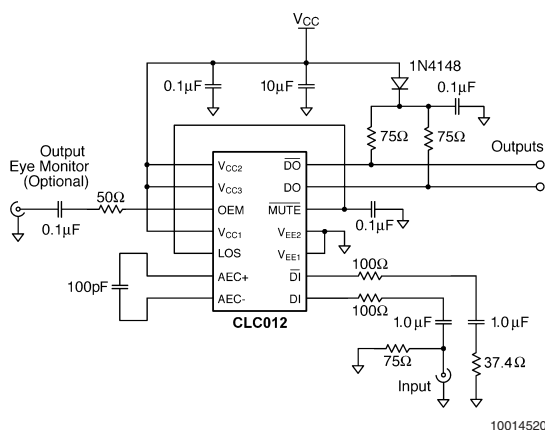 VCC
1N4148
0.1μF
10μF
0.1μF
75Ω
75Ω
Outputs
Output
Eye Monitor
(Optional)
50Ω
0.1μF
VCC2
VCC3
OEM
VCC1
LOS
AEC+
AEC-
DO
DO
MUTE
VEE2
VEE1
DI
DI
0.1μF
100pF
100Ω
100Ω
CLC012
1.0μF
1.0μF
75Ω
37.4Ω
Input
10014520